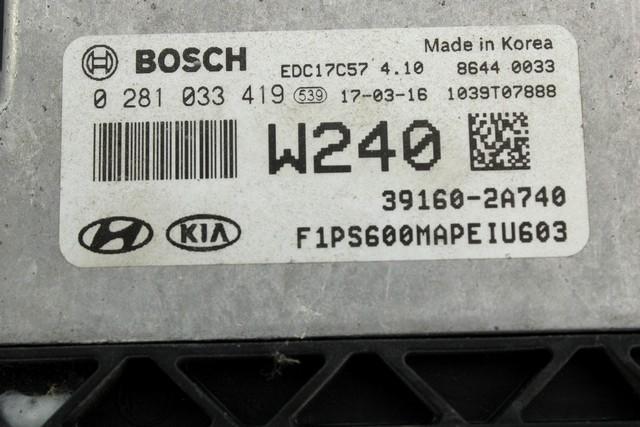 BOSCH EDC17C57 4.10 Made in Korea 8644 0033
0 281 033 419 539 17-03-16 1039T07888
W240
39160-2A740
KIA F1PS600MAPEIU603